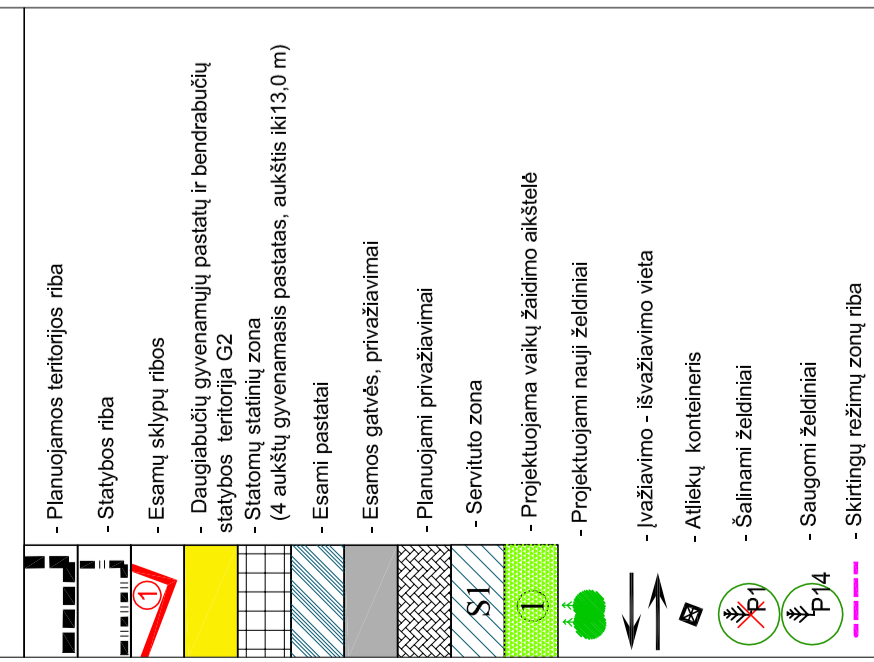 - Planuojamos teritorijos riba
- Statybos riba
1
- Esamų sklypų ribos
- Daugiabučių gyvenamųjų pastatų ir bendrabučių
statybos teritorija G2
- Statomų statinių zona
(4 aukštų gyvenamasis pastatas, aukštis iki13,0 m)
- Esami pastatai
- Esamos gatvės, privažiavimai
- Planuojami privažiavimai
S1
- Servituto zona
1
- Projektuojama vaikų žaidimo aikštelė
- Projektuojami nauji želdiniai
- Įvažiavimo - išvažiavimo vieta
- Atliekų konteineris
P1
- Šalinami želdiniai
P14
- Saugomi želdiniai
- Skirtingų režimų zonų riba